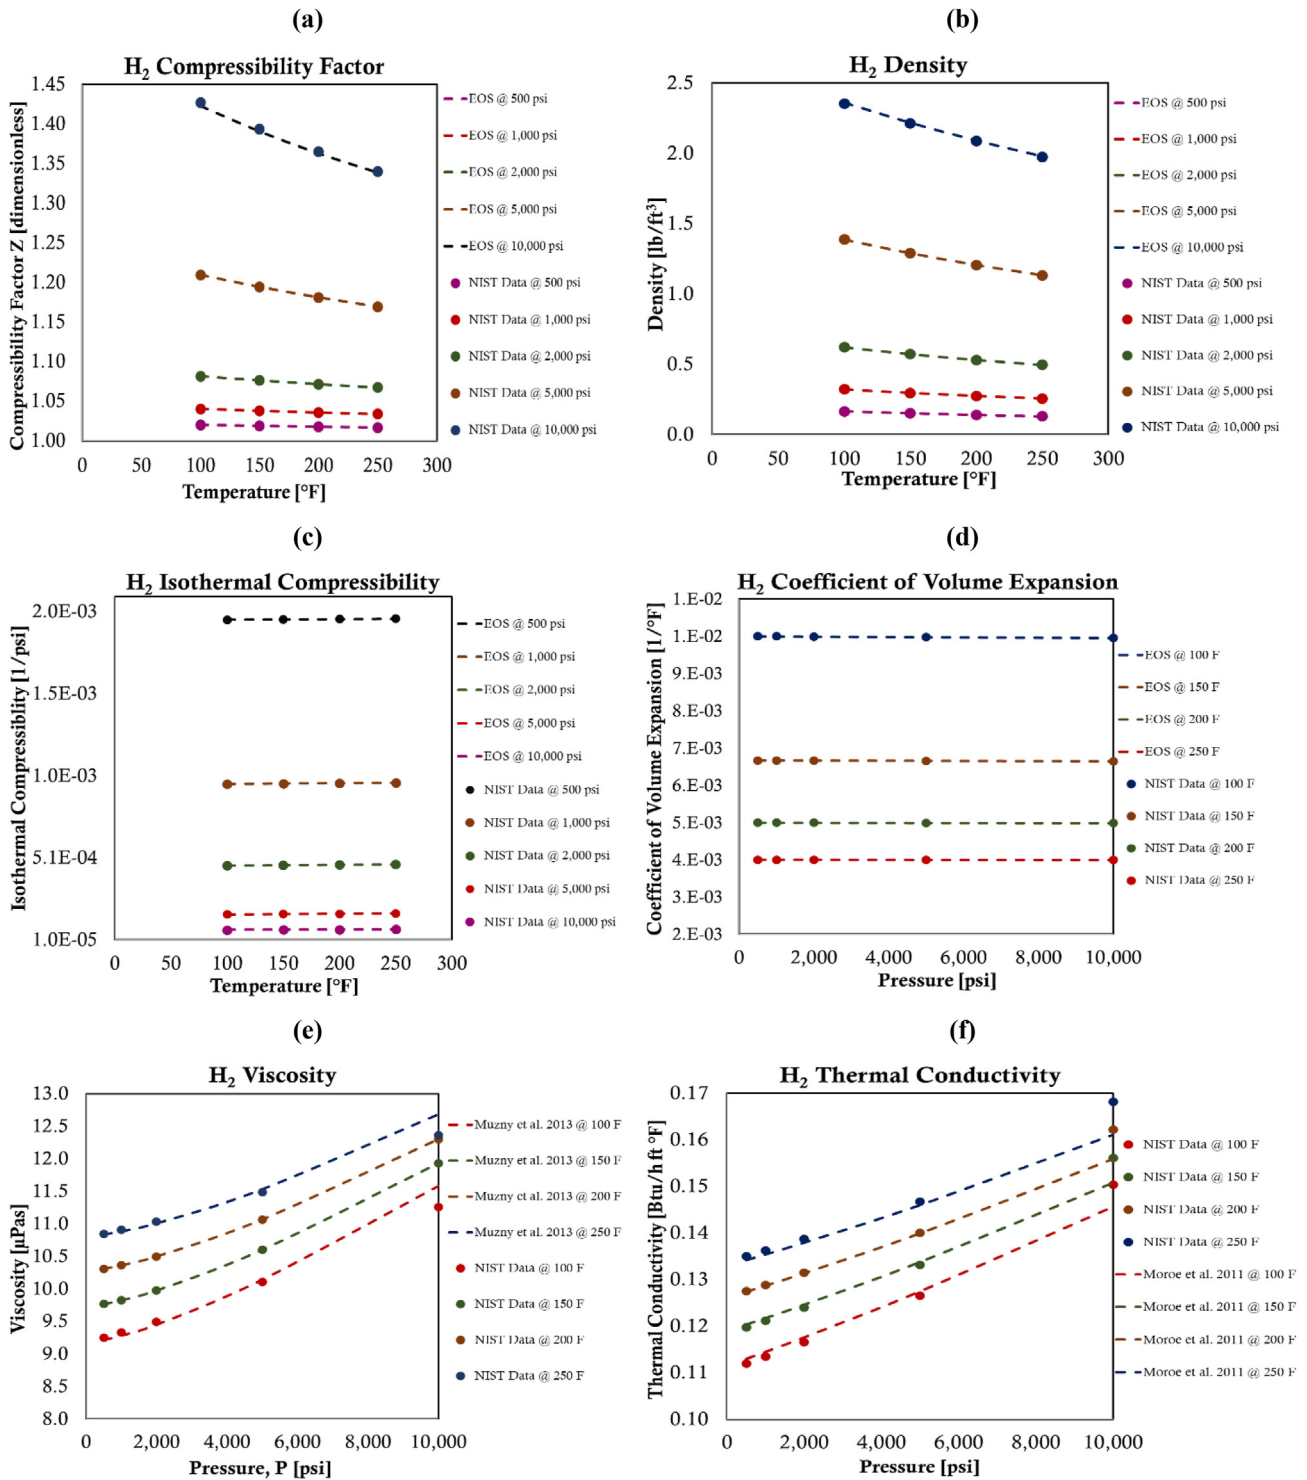 (a)
H2 Compressibility Factor
Compressibility Factor Z [dimensionless]
1.45
1.40
1.35
1.30
1.25
1.20
1.15
1.10
1.05
1.00
0 50 100 150 200 250 300
Temperature [°F]
EOS @ 500 psi
EOS @ 1,000 psi
EOS @ 2,000 psi
EOS @ 5,000 psi
EOS @ 10,000 psi
NIST Data @ 500 psi
NIST Data @ 1,000 psi
NIST Data @ 2,000 psi
NIST Data @ 5,000 psi
NIST Data @ 10,000 psi
(b)
H2 Density
Density [lb/ft3]
2.5
2.0
1.5
1.0
0.5
0.0
0 50 100 150 200 250 300
Temperature [°F]
EOS @ 500 psi
EOS @ 1,000 psi
EOS @ 2,000 psi
EOS @ 5,000 psi
EOS @ 10,000 psi
NIST Data @ 500 psi
NIST Data @ 1,000 psi
NIST Data @ 2,000 psi
NIST Data @ 5,000 psi
NIST Data @ 10,000 psi
(c)
H2 Isothermal Compressibility
Isothermal Compressiblity [1/psi]
2.0E-03
1.5E-03
1.0E-03
5.1E-04
1.0E-05
0 50 100 150 200 250 300
Temperature [°F]
EOS @ 500 psi
EOS @ 1,000 psi
EOS @ 2,000 psi
EOS @ 5,000 psi
EOS @ 10,000 psi
NIST Data @ 500 psi
NIST Data @ 1,000 psi
NIST Data @ 2,000 psi
NIST Data @ 5,000 psi
NIST Data @ 10,000 psi
(d)
H2 Coefficient of Volume Expansion
Coefficient of Volume Expansion [1/°F]
1.E-02
1.E-02
9.E-03
8.E-03
7.E-03
6.E-03
5.E-03
4.E-03
3.E-03
2.E-03
0 2,000 4,000 6,000 8,000 10,000
Pressure [psi]
EOS @ 100 F
EOS @ 150 F
EOS @ 200 F
EOS @ 250 F
NIST Data @ 100 F
NIST Data @ 150 F
NIST Data @ 200 F
NIST Data @ 250 F
(e)
H2 Viscosity
Viscosity [µPas]
13.0
12.5
12.0
11.5
11.0
10.5
10.0
9.5
9.0
8.5
8.0
0 2,000 4,000 6,000 8,000 10,000
Pressure, P [psi]
Muzny et al. 2013 @ 100 F
Muzny et al. 2013 @ 150 F
Muzny et al. 2013 @ 200 F
Muzny et al. 2013 @ 250 F
NIST Data @ 100 F
NIST Data @ 150 F
NIST Data @ 200 F
NIST Data @ 250 F
(f)
H2 Thermal Conductivity
Thermal Conductivity [Btu/h ft °F]
0.17
0.16
0.15
0.14
0.13
0.12
0.11
0.10
0 2,000 4,000 6,000 8,000 10,000
Pressure [psi]
NIST Data @ 100 F
NIST Data @ 150 F
NIST Data @ 200 F
NIST Data @ 250 F
Moroe et al. 2011 @ 100 F
Moroe et al. 2011 @ 150 F
Moroe et al. 2011 @ 200 F
Moroe et al. 2011 @ 250 F